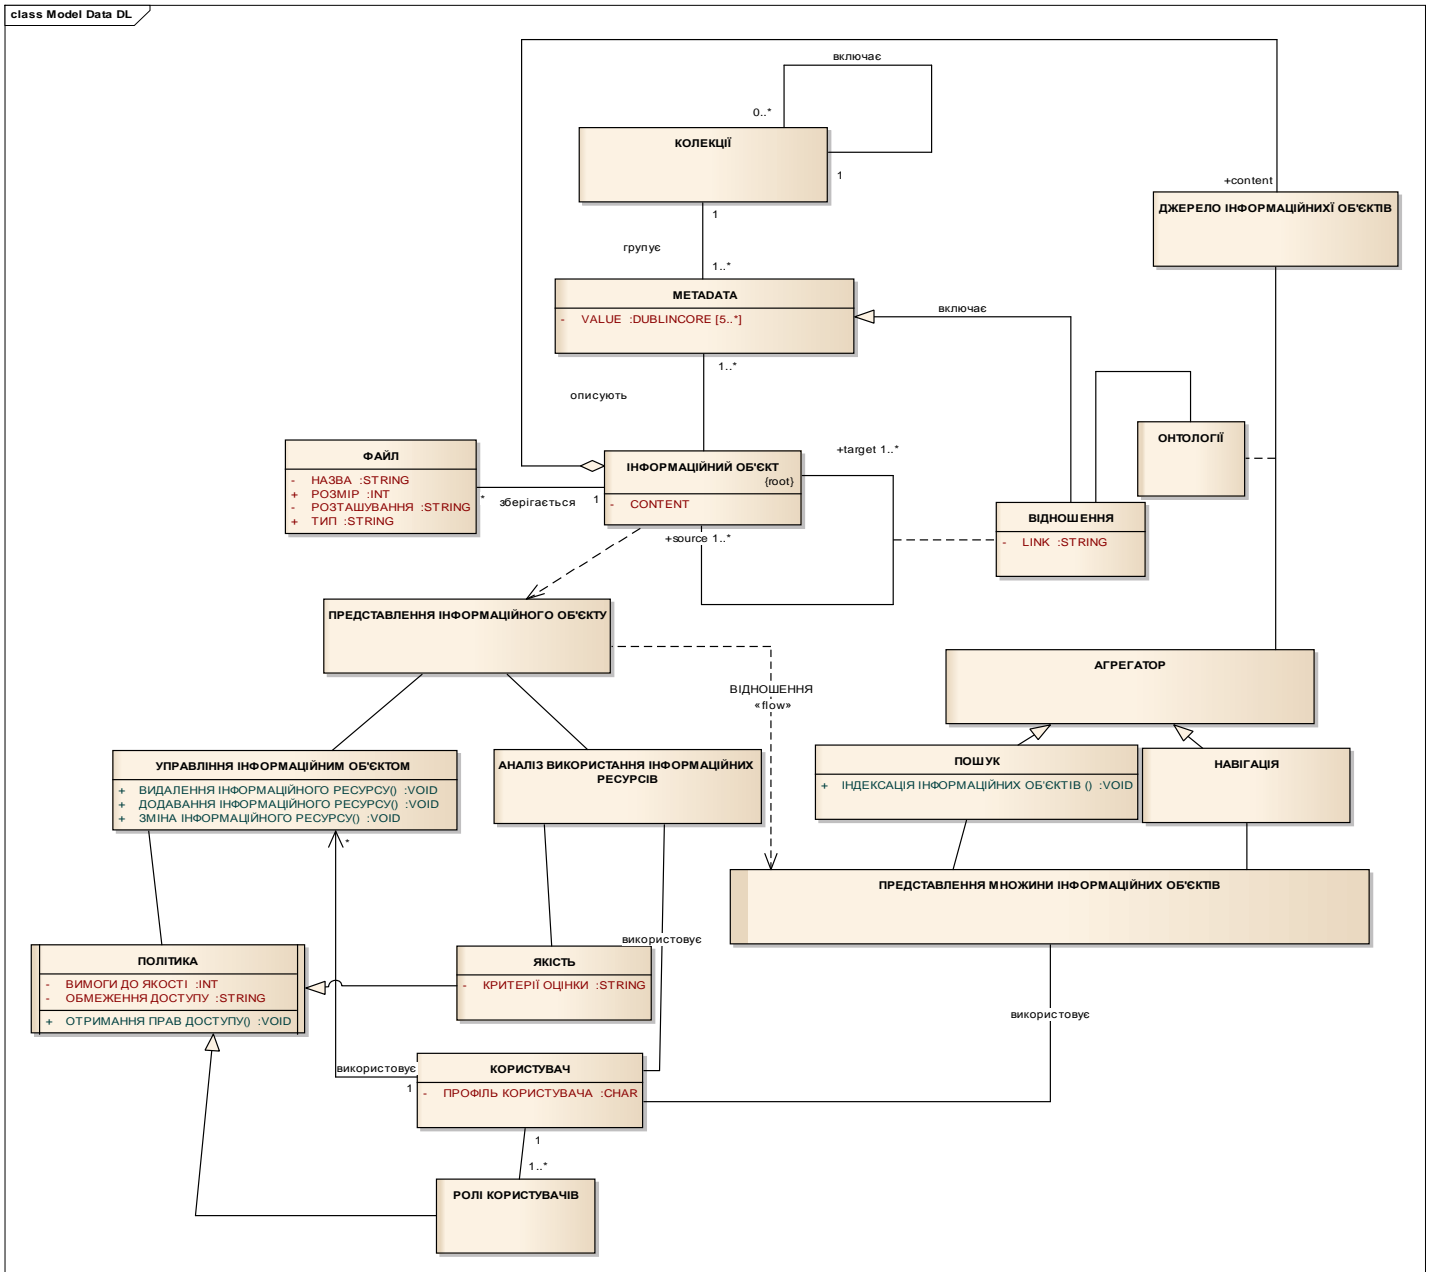 class Model Data DL
включає
0..*
КОЛЕКЦІЇ
1
+content
ДЖЕРЕЛО ІНФОРМАЦІЙНИХЇ ОБ'ЄКТІВ
1
групує
1..*
METADATA
- VALUE :DUBLINCORE [5..*]
включає
1..*
описують
ОНТОЛОГІЇ
+target 1..*
ФАЙЛ
- НАЗВА :STRING
+ РОЗМІР :INT
- РОЗТАШУВАННЯ :STRING
+ ТИП :STRING
* зберігається 1
ІНФОРМАЦІЙНИЙ ОБ'ЄКТ
{root}
- CONTENT
+source 1..*
ВІДНОШЕННЯ
- LINK :STRING
ПРЕДСТАВЛЕННЯ ІНФОРМАЦІЙНОГО ОБ'ЄКТУ
АГРЕГАТОР
ВІДНОШЕННЯ
«flow»
УПРАВЛІННЯ ІНФОРМАЦІЙНИМ ОБ'ЄКТОМ
+ ВИДАЛЕННЯ ІНФОРМАЦІЙНОГО РЕСУРСУ() :VOID
+ ДОДАВАННЯ ІНФОРМАЦІЙНОГО РЕСУРСУ() :VOID
+ ЗМІНА ІНФОРМАЦІЙНОГО РЕСУРСУ() :VOID
*
АНАЛІЗ ВИКОРИСТАННЯ ІНФОРМАЦІЙНИХ
РЕСУРСІВ
ПОШУК
+ ІНДЕКСАЦІЯ ІНФОРМАЦІЙНИХ ОБ'ЄКТІВ () :VOID
НАВІГАЦІЯ
ПРЕДСТАВЛЕННЯ МНОЖИНИ ІНФОРМАЦІЙНИХ ОБ'ЄКТІВ
використовує
ПОЛІТИКА
- ВИМОГИ ДО ЯКОСТІ :INT
- ОБМЕЖЕННЯ ДОСТУПУ :STRING
+ ОТРИМАННЯ ПРАВ ДОСТУПУ() :VOID
ЯКІСТЬ
- КРИТЕРІЇ ОЦІНКИ :STRING
використовує
використовує
1
КОРИСТУВАЧ
- ПРОФІЛЬ КОРИСТУВАЧА :CHAR
1
1..*
РОЛІ КОРИСТУВАЧІВ